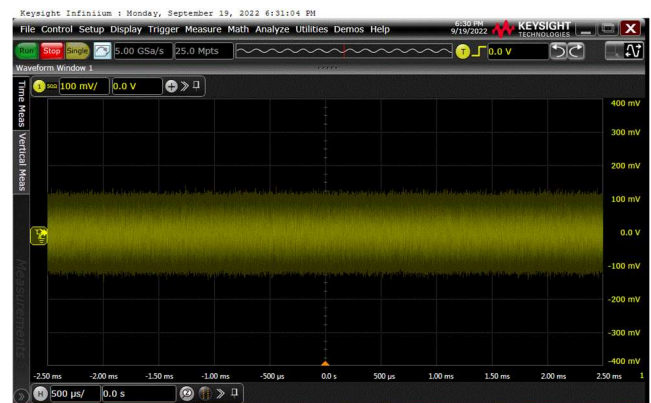 Keysight Infiniium : Monday, September 19, 2022 6:31:04 PM
File Control Setup Display Trigger Measure Math Analyze Utilities Demos Help
6:30 PM
9/19/2022
KEYSIGHT
TECHNOLOGIES
Run Stop Single 5.00 GSa/s 25.0 Mpts T 0.0 V
Waveform Window 1
1 50Ω 100 mV/ 0.0 V
Time Meas
Vertical Meas
Measurements
400 mV
300 mV
200 mV
100 mV
0.0 V
-100 mV
-200 mV
-300 mV
-400 mV
-2.50 ms -2.00 ms -1.50 ms -1.00 ms -500 µs 0.0 s 500 µs 1.00 ms 1.50 ms 2.00 ms 2.50 ms 1
H 500 µs/ 0.0 s